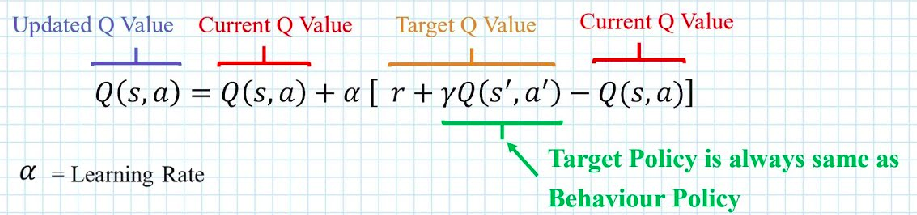 Updated Q Value Current Q Value Target Q Value Current Q Value
Q(s, a) = Q(s, a) + α [ r + γQ(s′, a′) − Q(s, a)]
α = Learning Rate
Target Policy is always same as
Behaviour Policy